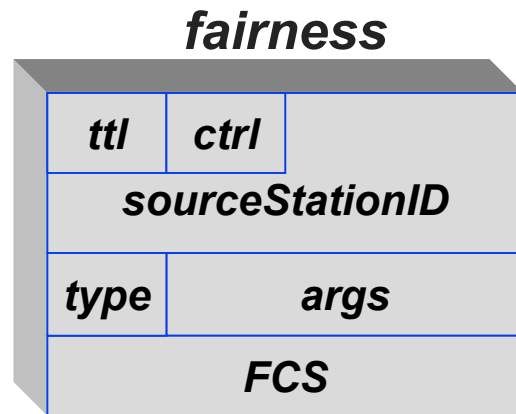 fairness
ttl ctrl
sourceStationID
type args
FCS